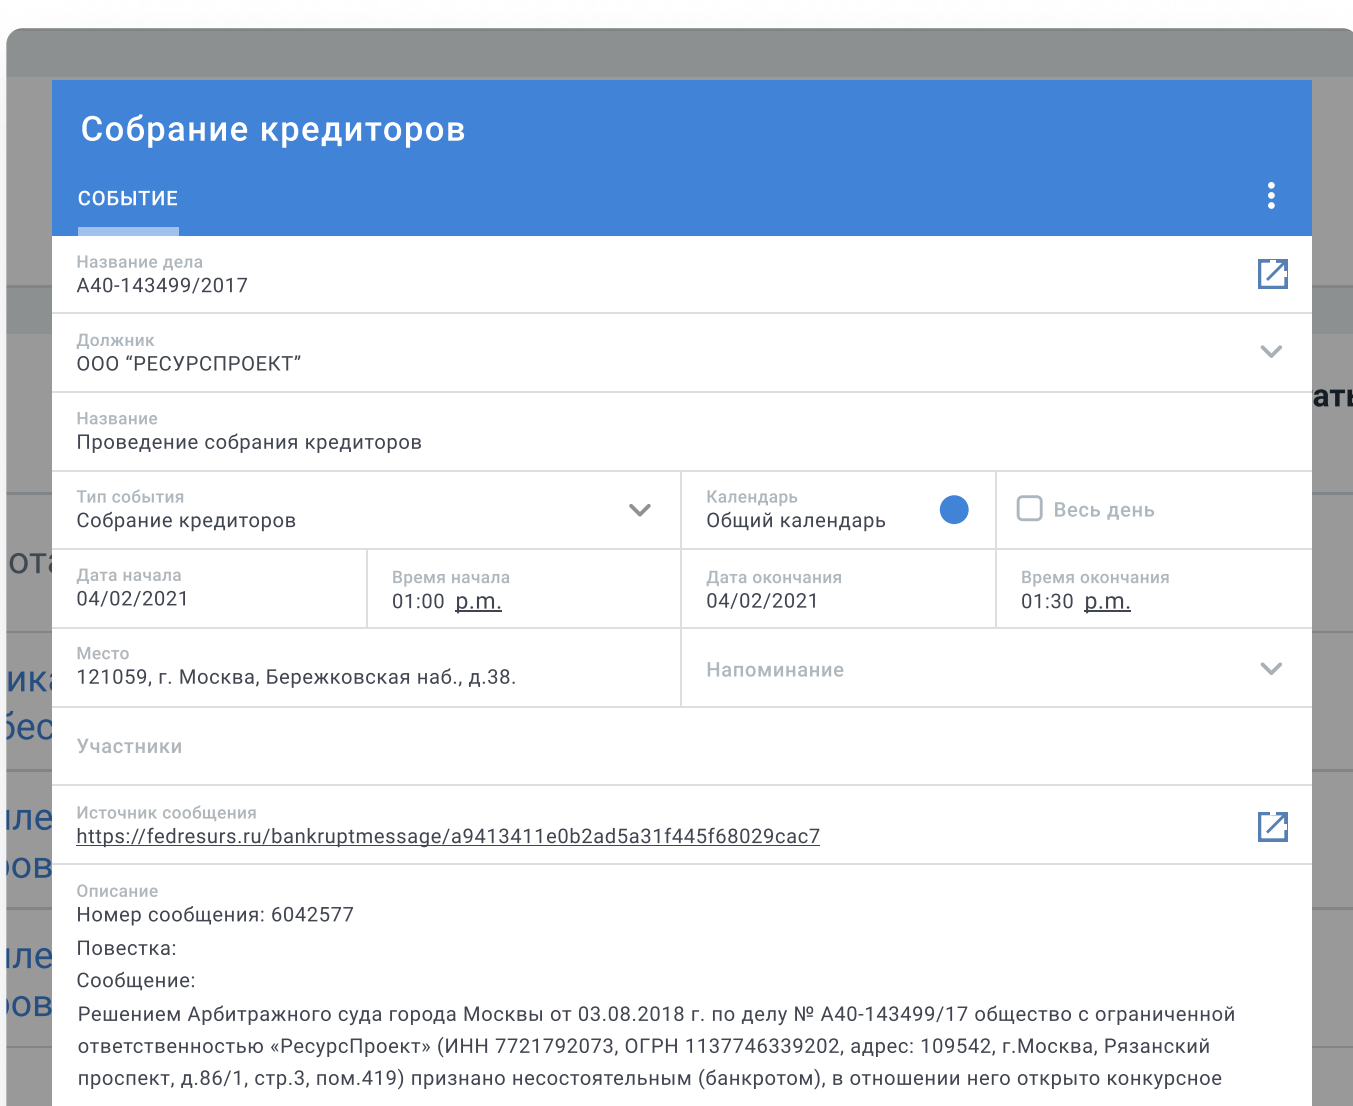 Собрание кредиторов
СОБЫТИЕ
Название дела
А40-143499/2017
Должник
ООО “РЕСУРСПРОЕКТ”
Название
Проведение собрания кредиторов
Тип события
Собрание кредиторов
Календарь
Общий календарь
Весь день
Дата начала
04/02/2021
Время начала
01:00 p.m.
Дата окончания
04/02/2021
Время окончания
01:30 p.m.
Место
121059, г. Москва, Бережковская наб., д.38.
Напоминание
Участники
Источник сообщения
https://fedresurs.ru/bankruptmessage/a9413411e0b2ad5a31f445f68029cac7
Описание
Номер сообщения: 6042577
Повестка:
Сообщение:
Решением Арбитражного суда города Москвы от 03.08.2018 г. по делу № А40-143499/17 общество с ограниченной
ответственностью «РесурсПроект» (ИНН 7721792073, ОГРН 1137746339202, адрес: 109542, г.Москва, Рязанский
проспект, д.86/1, стр.3, пом.419) признано несостоятельным (банкротом), в отношении него открыто конкурсное